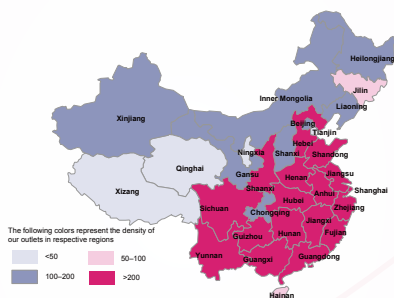 Heilongjiang
Jilin
Inner Mongolia
Liaoning
Xinjiang
Beijing
Tianjin
Hebei
Ningxia
Shanxi
Shandong
Qinghai
Gansu
Shaanxi
Henan
Jiangsu
Xizang
Shanghai
Anhui
Hubei
Sichuan
Chongqing
Zhejiang
Jiangxi
Guizhou
Hunan
Fujian
Yunnan
Guangxi
Guangdong
Hainan
The following colors represent the density of
our outlets in respective regions
<50
50–100
100–200
>200